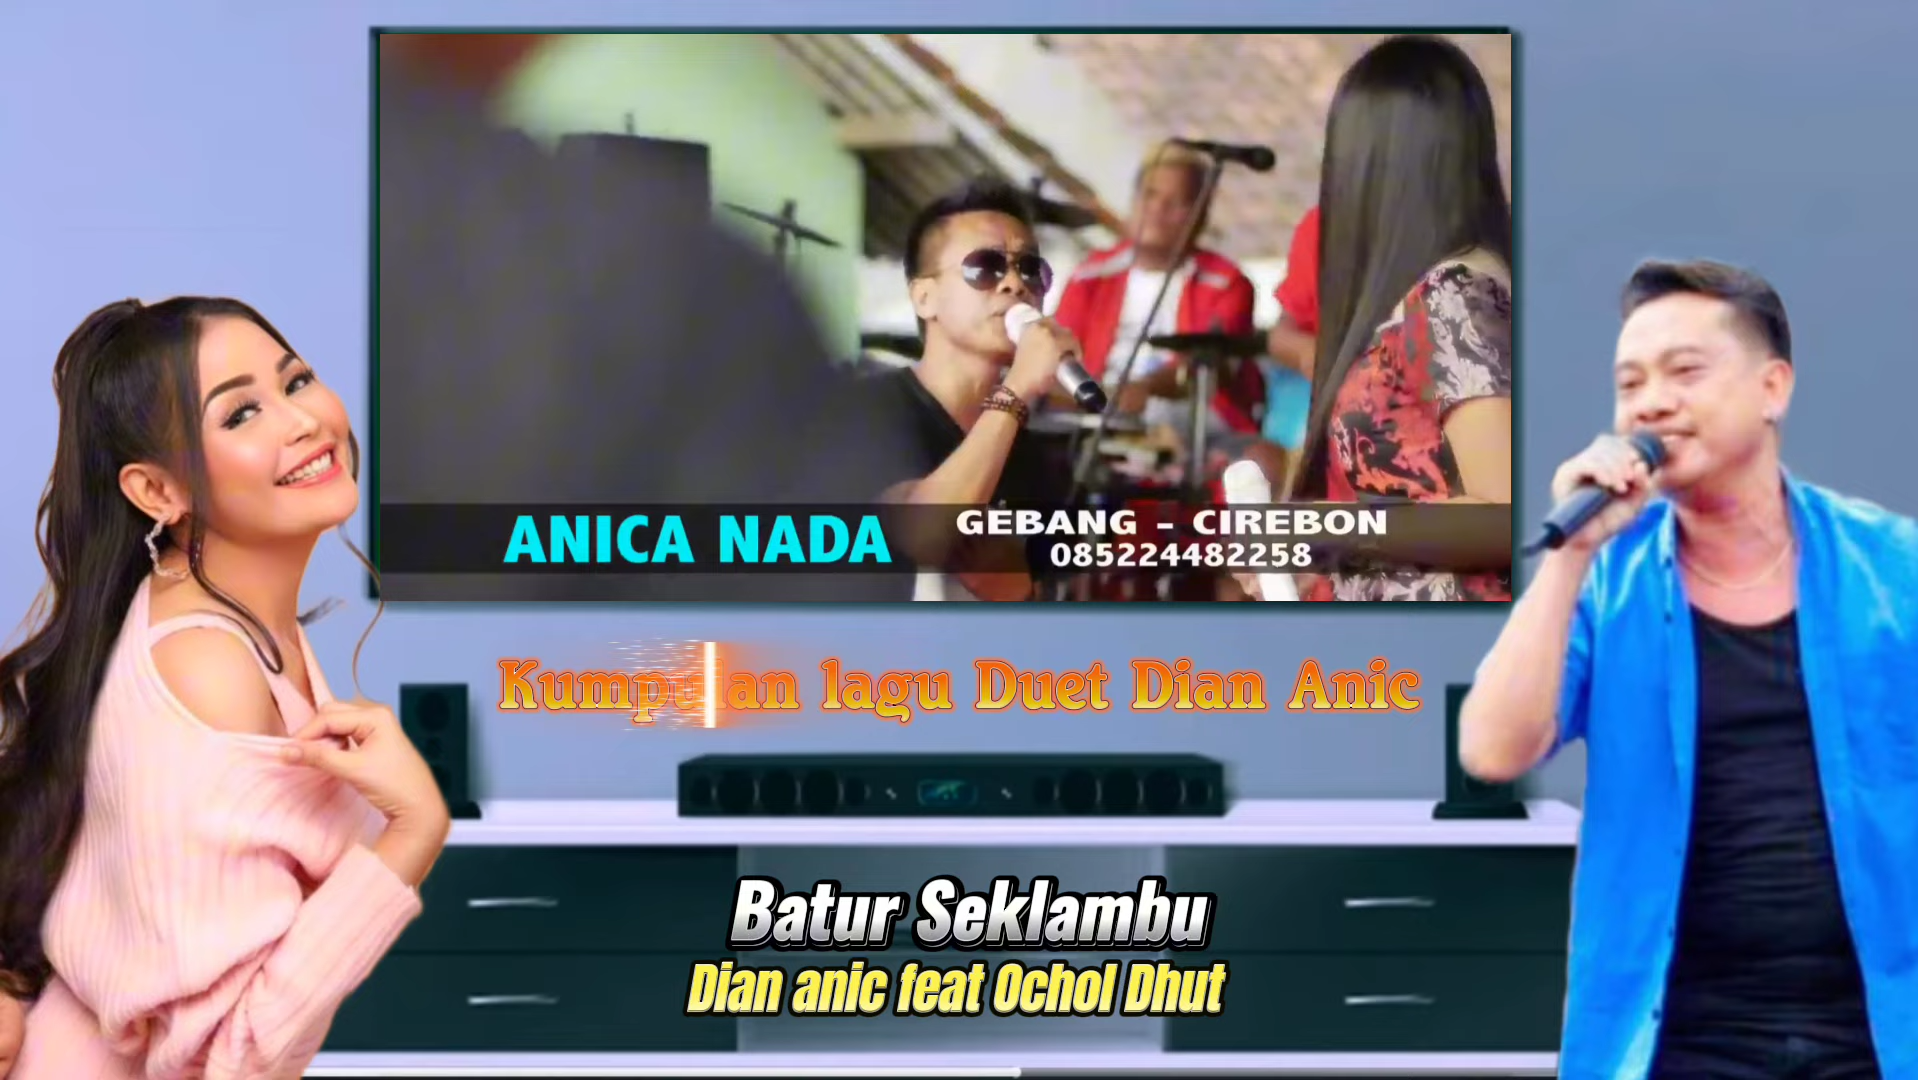 ANICA NADA
GEBANG - CIREBON
085224482258
Kumpulan lagu Duet Dian Anic
Batur Seklambu
Dian anic feat Ochol Dhut